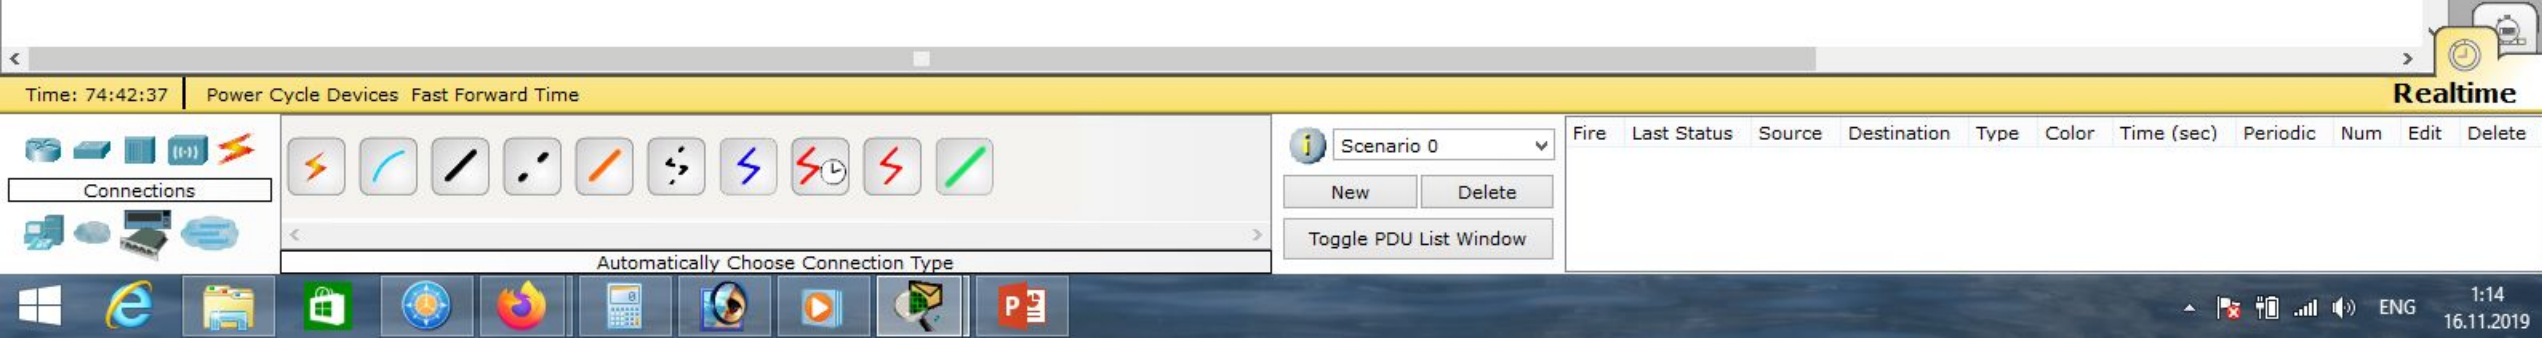 Time: 74:42:37 Power Cycle Devices Fast Forward Time
Realtime
Connections
Automatically Choose Connection Type
Scenario 0
New Delete
Toggle PDU List Window
Fire Last Status Source Destination Type Color Time (sec) Periodic Num Edit Delete
ENG
1:14
16.11.2019